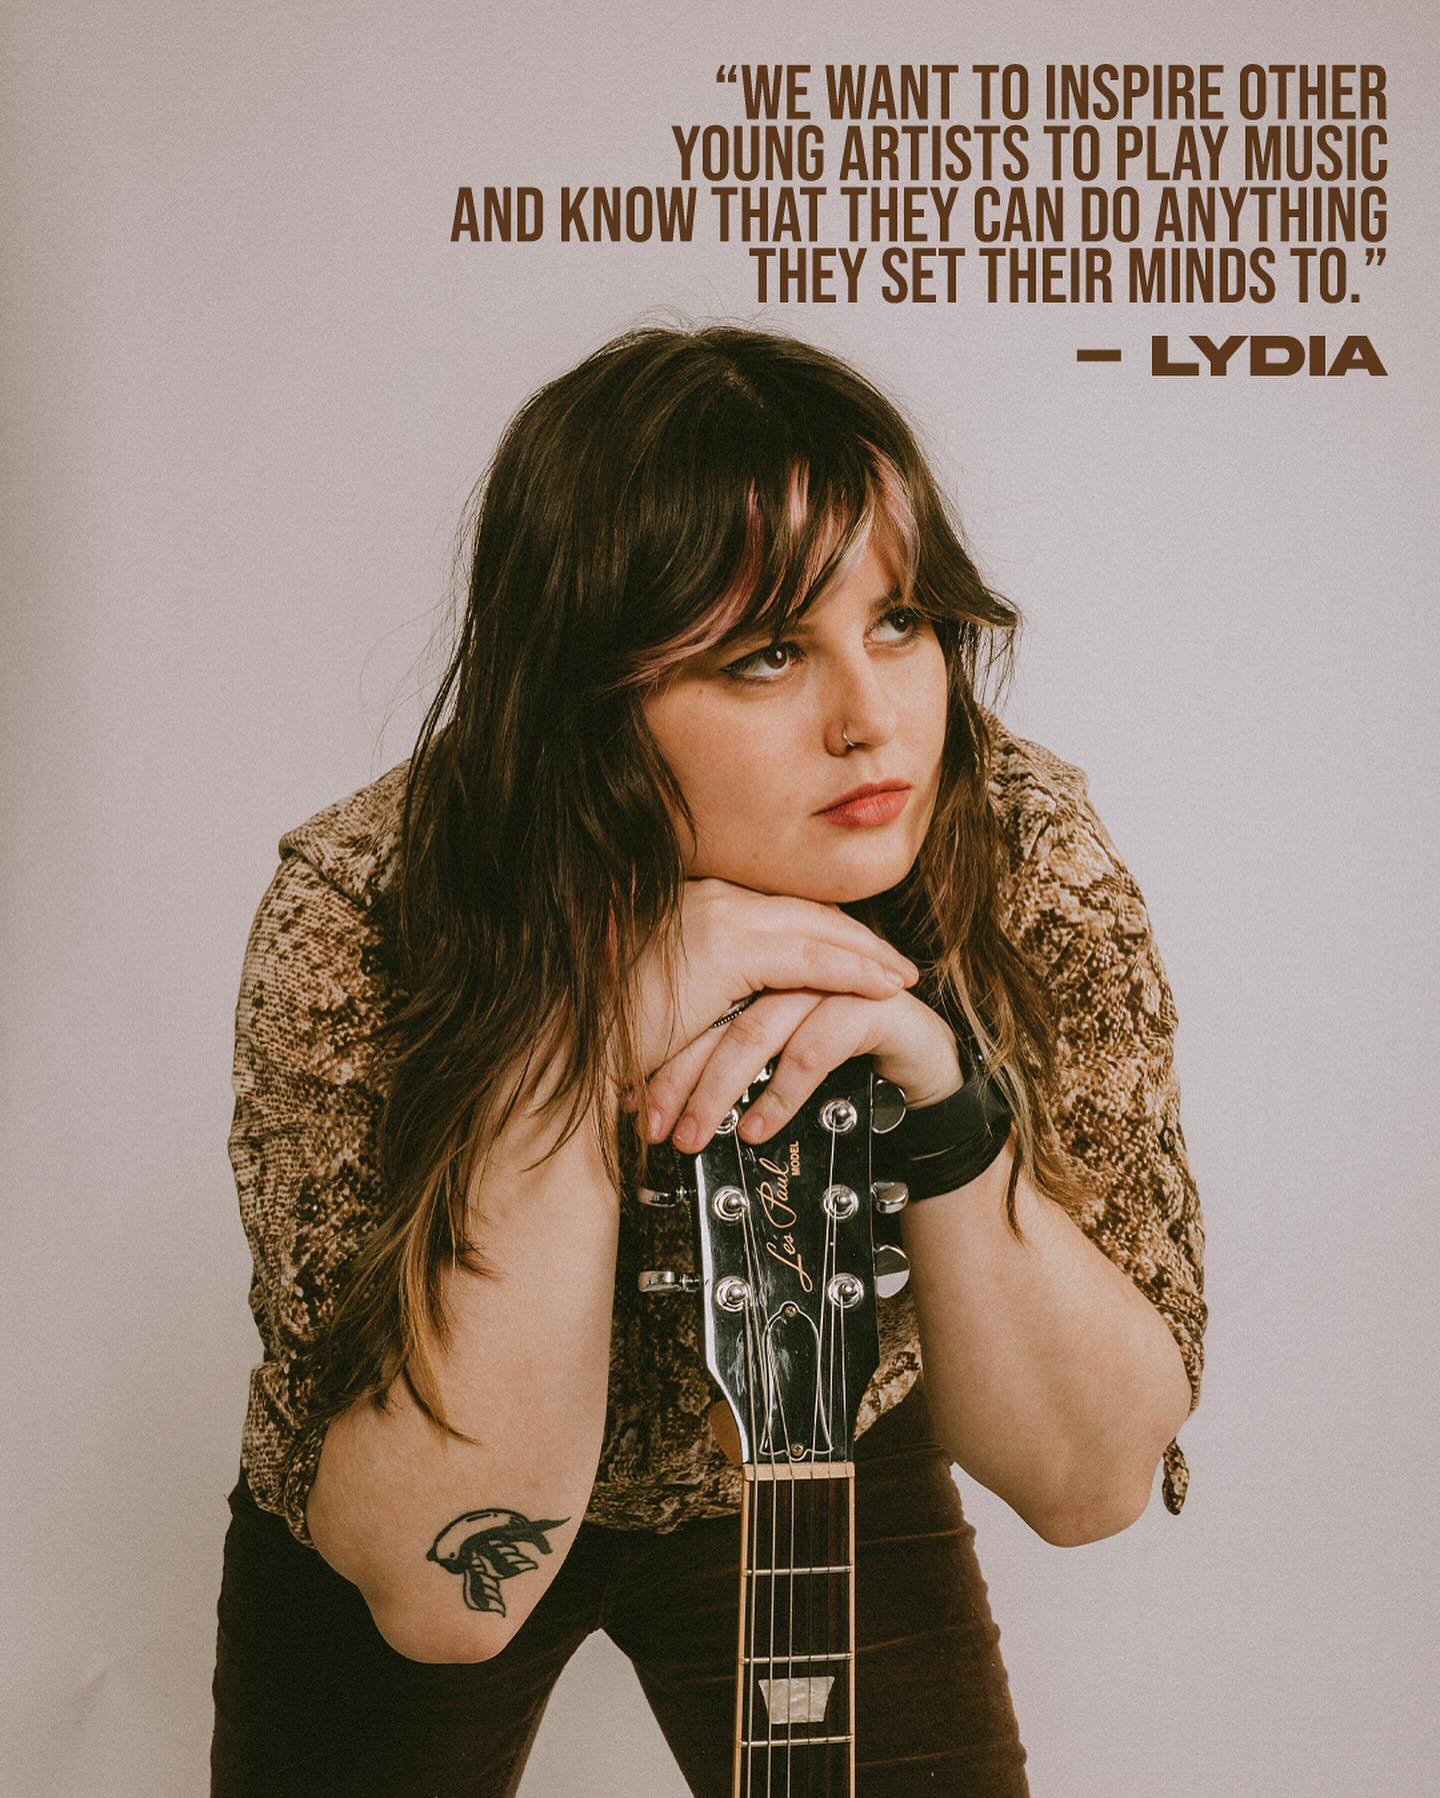 “WE WANT TO INSPIRE OTHER
YOUNG ARTISTS TO PLAY MUSIC
AND KNOW THAT THEY CAN DO ANYTHING
THEY SET THEIR MINDS TO.”
– LYDIA
Les Paul
MODEL